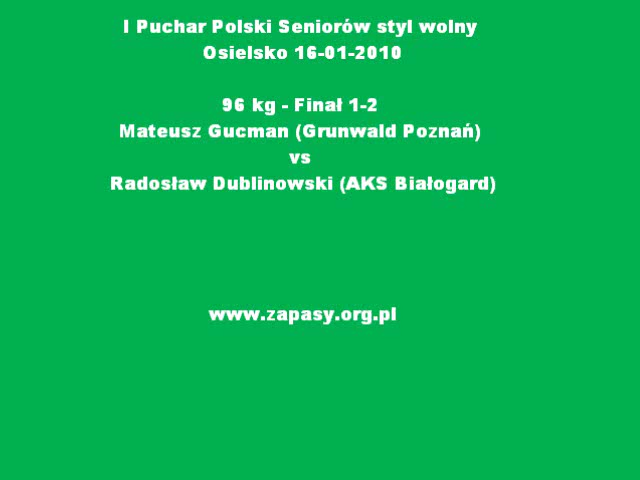 I Puchar Polski Seniorów styl wolny
Osielsko 16-01-2010
96 kg - Finał 1-2
Mateusz Gucman (Grunwald Poznań)
vs
Radosław Dublinowski (AKS Białogard)
www.zapasy.org.pl